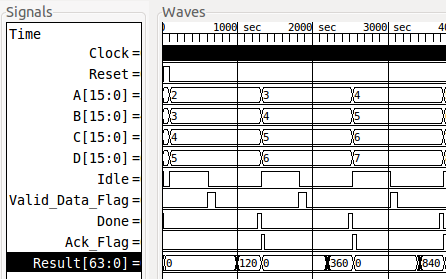 Signals
Waves
Time
0 1000 sec 2000 sec 3000 sec
Clock =
Reset =
A[15:0] = 2 3 4
B[15:0] = 3 4 5
C[15:0] = 4 5 6
D[15:0] = 5 6 7
Idle =
Valid_Data_Flag =
Done =
Ack_Flag =
Result[63:0] = 0 120 0 360 0 840